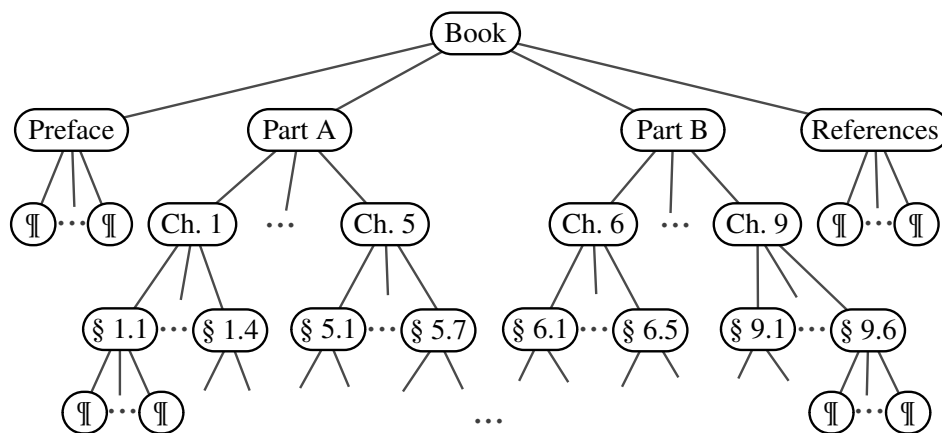 Book
Preface Part A Part B References
¶ … ¶ Ch. 1 … Ch. 5 Ch. 6 … Ch. 9 ¶ … ¶
§ 1.1 … § 1.4 § 5.1 … § 5.7 § 6.1 … § 6.5 § 9.1 … § 9.6
¶ … ¶ … ¶ … ¶